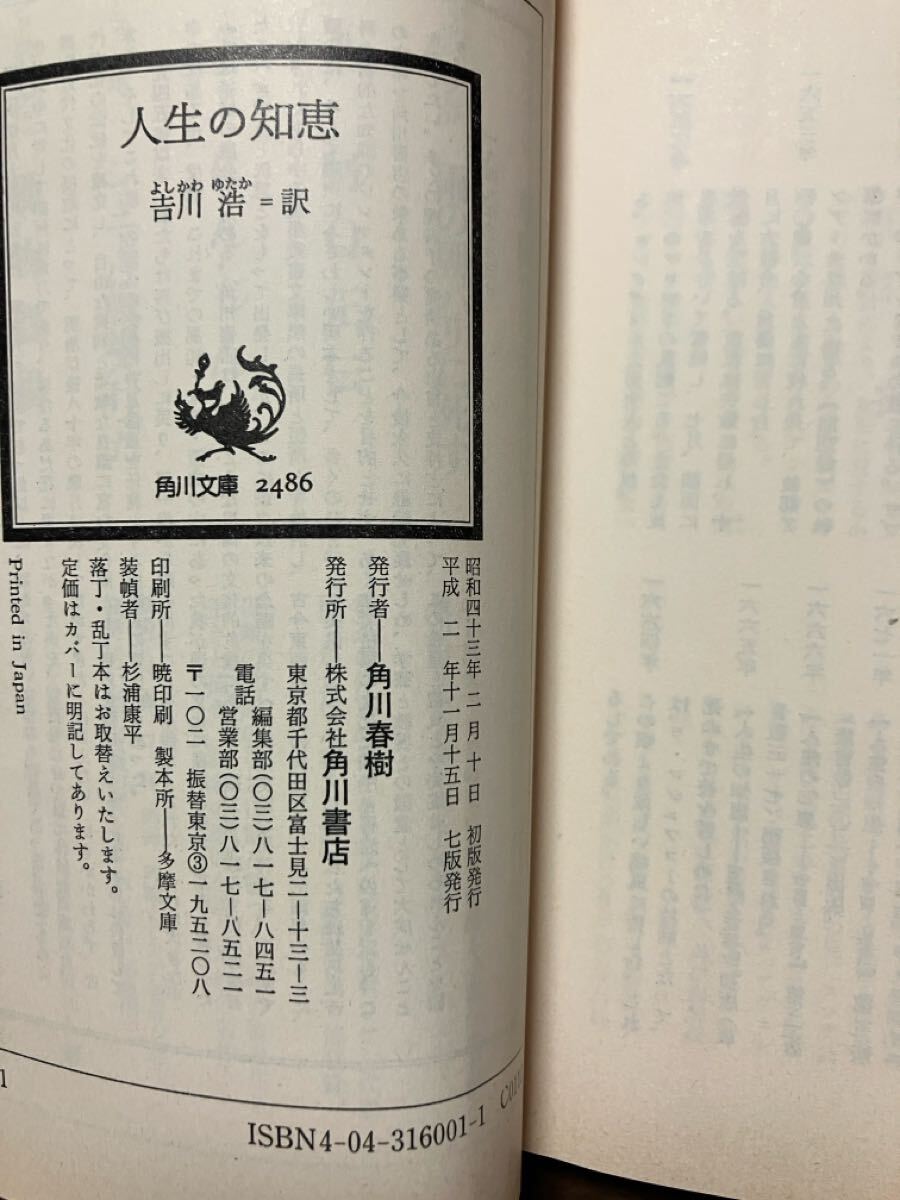 人生の知恵
よしかわ ゆたか
吉川 浩=訳
角川文庫 2486
昭和四十三年 二月 十日 初版発行
平成 二 年十一月十五日 七版発行
発行者——角川春樹
発行所——株式会社角川書店
東京都千代田区富士見二—十三—三
電話 編集部(〇三)八一七—八四五一
営業部(〇三)八一七—八五二一
〒一〇二 振替東京③一九五二〇八
印刷所——暁印刷 製本所——多摩文庫
装幀者——杉浦康平
落丁・乱丁本はお取替えいたします。
定価はカバーに明記してあります。
Printed in Japan
ISBN4-04-316001-1